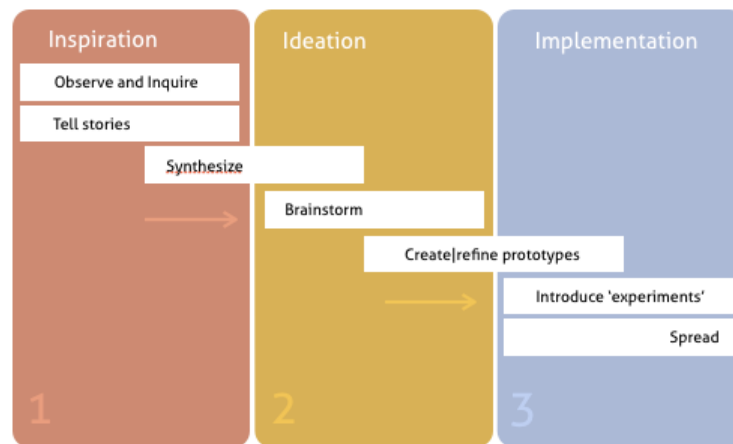 Inspiration
Ideation
Implementation
Observe and Inquire
Tell stories
Synthesize
Brainstorm
Create|refine prototypes
Introduce ‘experiments’
Spread
1
2
3